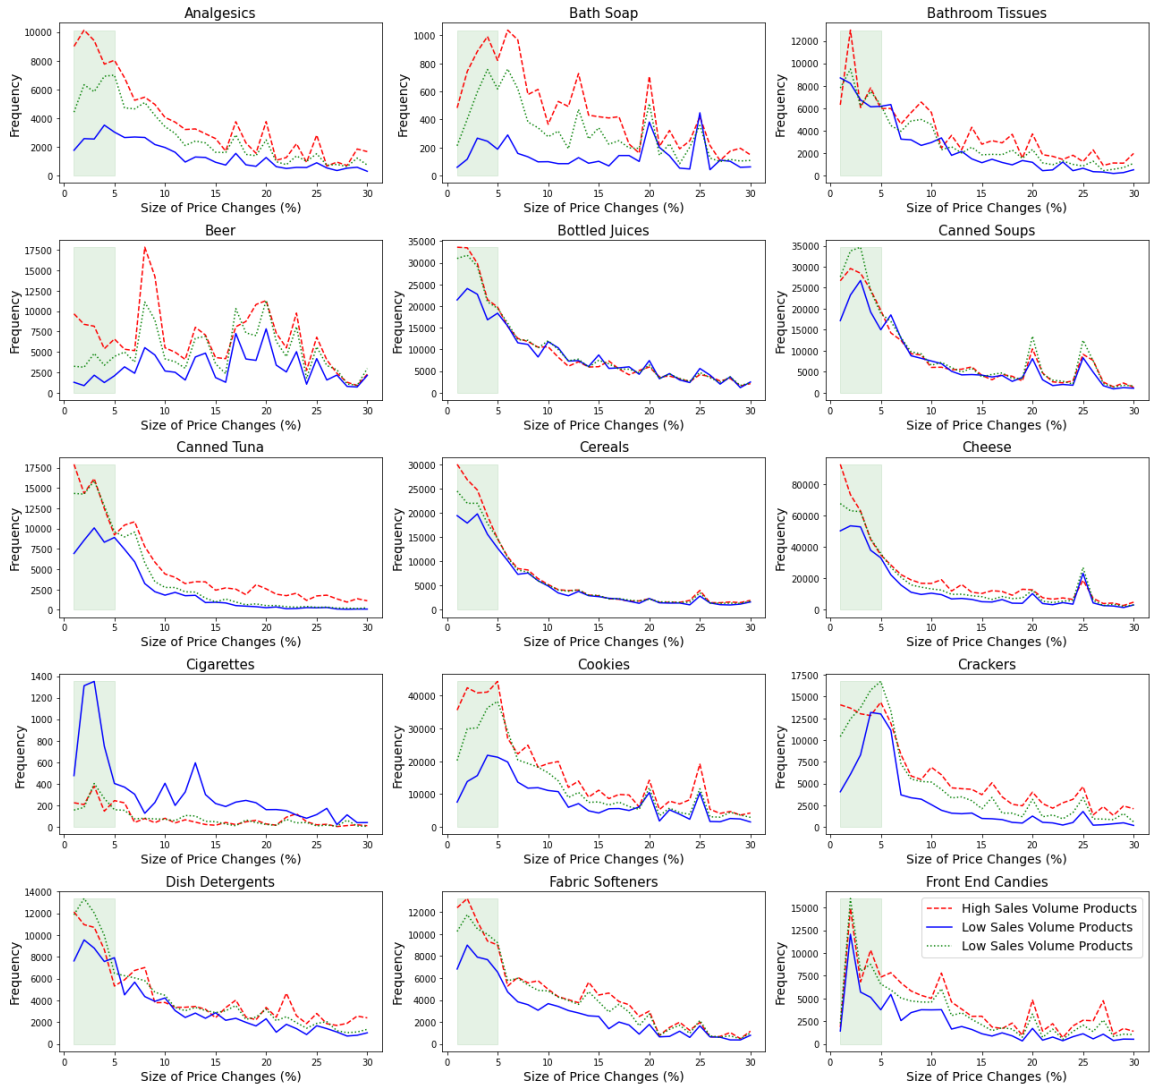 Analgesics
Frequency
10000
8000
6000
4000
2000
0
0 5 10 15 20 25 30
Size of Price Changes (%)
Bath Soap
Frequency
1000
800
600
400
200
0
0 5 10 15 20 25 30
Size of Price Changes (%)
Bathroom Tissues
Frequency
12000
10000
8000
6000
4000
2000
0
0 5 10 15 20 25 30
Size of Price Changes (%)
Beer
Frequency
17500
15000
12500
10000
7500
5000
2500
0
0 5 10 15 20 25 30
Size of Price Changes (%)
Bottled Juices
Frequency
35000
30000
25000
20000
15000
10000
5000
0
0 5 10 15 20 25 30
Size of Price Changes (%)
Canned Soups
Frequency
35000
30000
25000
20000
15000
10000
5000
0
0 5 10 15 20 25 30
Size of Price Changes (%)
Canned Tuna
Frequency
17500
15000
12500
10000
7500
5000
2500
0
0 5 10 15 20 25 30
Size of Price Changes (%)
Cereals
Frequency
30000
25000
20000
15000
10000
5000
0
0 5 10 15 20 25 30
Size of Price Changes (%)
Cheese
Frequency
80000
60000
40000
20000
0
0 5 10 15 20 25 30
Size of Price Changes (%)
Cigarettes
Frequency
1400
1200
1000
800
600
400
200
0
0 5 10 15 20 25 30
Size of Price Changes (%)
Cookies
Frequency
40000
30000
20000
10000
0
0 5 10 15 20 25 30
Size of Price Changes (%)
Crackers
Frequency
17500
15000
12500
10000
7500
5000
2500
0
0 5 10 15 20 25 30
Size of Price Changes (%)
Dish Detergents
Frequency
14000
12000
10000
8000
6000
4000
2000
0
0 5 10 15 20 25 30
Size of Price Changes (%)
Fabric Softeners
Frequency
12000
10000
8000
6000
4000
2000
0
0 5 10 15 20 25 30
Size of Price Changes (%)
Front End Candies
High Sales Volume Products
Low Sales Volume Products
Low Sales Volume Products
Frequency
15000
12500
10000
7500
5000
2500
0
0 5 10 15 20 25 30
Size of Price Changes (%)